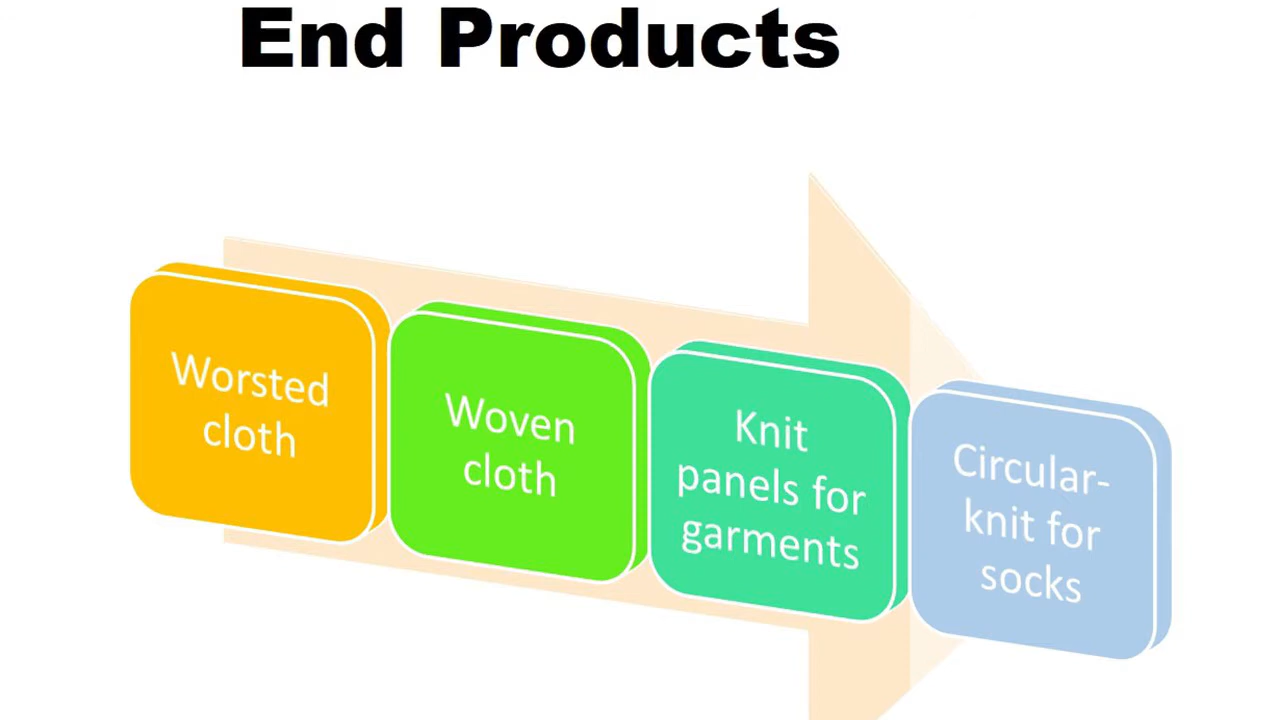 End Products
Worsted
cloth
Woven
cloth
Knit
panels for
garments
Circular-
knit for
socks